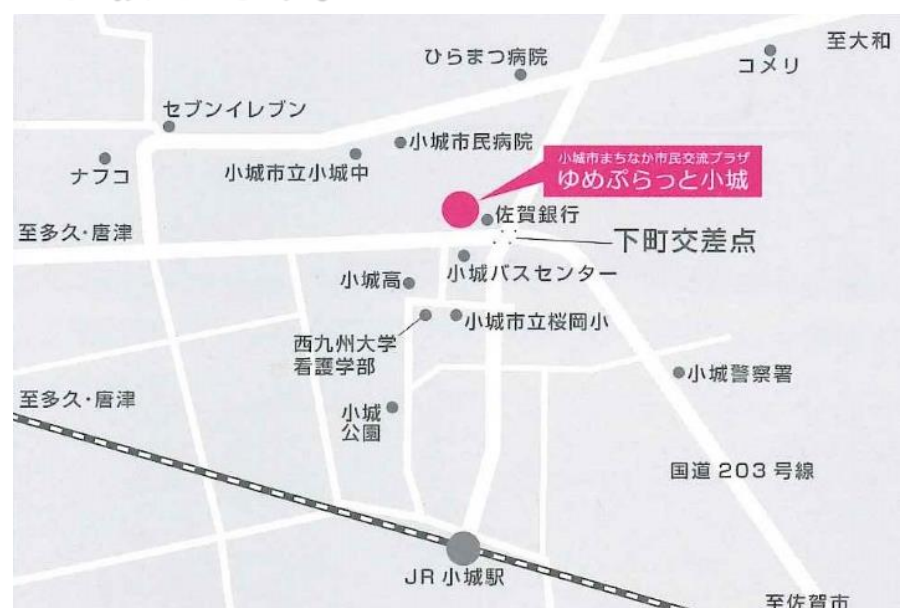 至大和
ひらまつ病院
コメリ
セブンイレブン
小城市民病院
小城市まちなか市民交流プラザ
ゆめぷらっと小城
ナフコ
小城市立小城中
佐賀銀行
至多久・唐津
下町交差点
小城高
小城バスセンター
小城市立桜岡小
西九州大学
看護学部
小城警察署
至多久・唐津
小城
公園
国道203号線
JR小城駅
至佐賀市